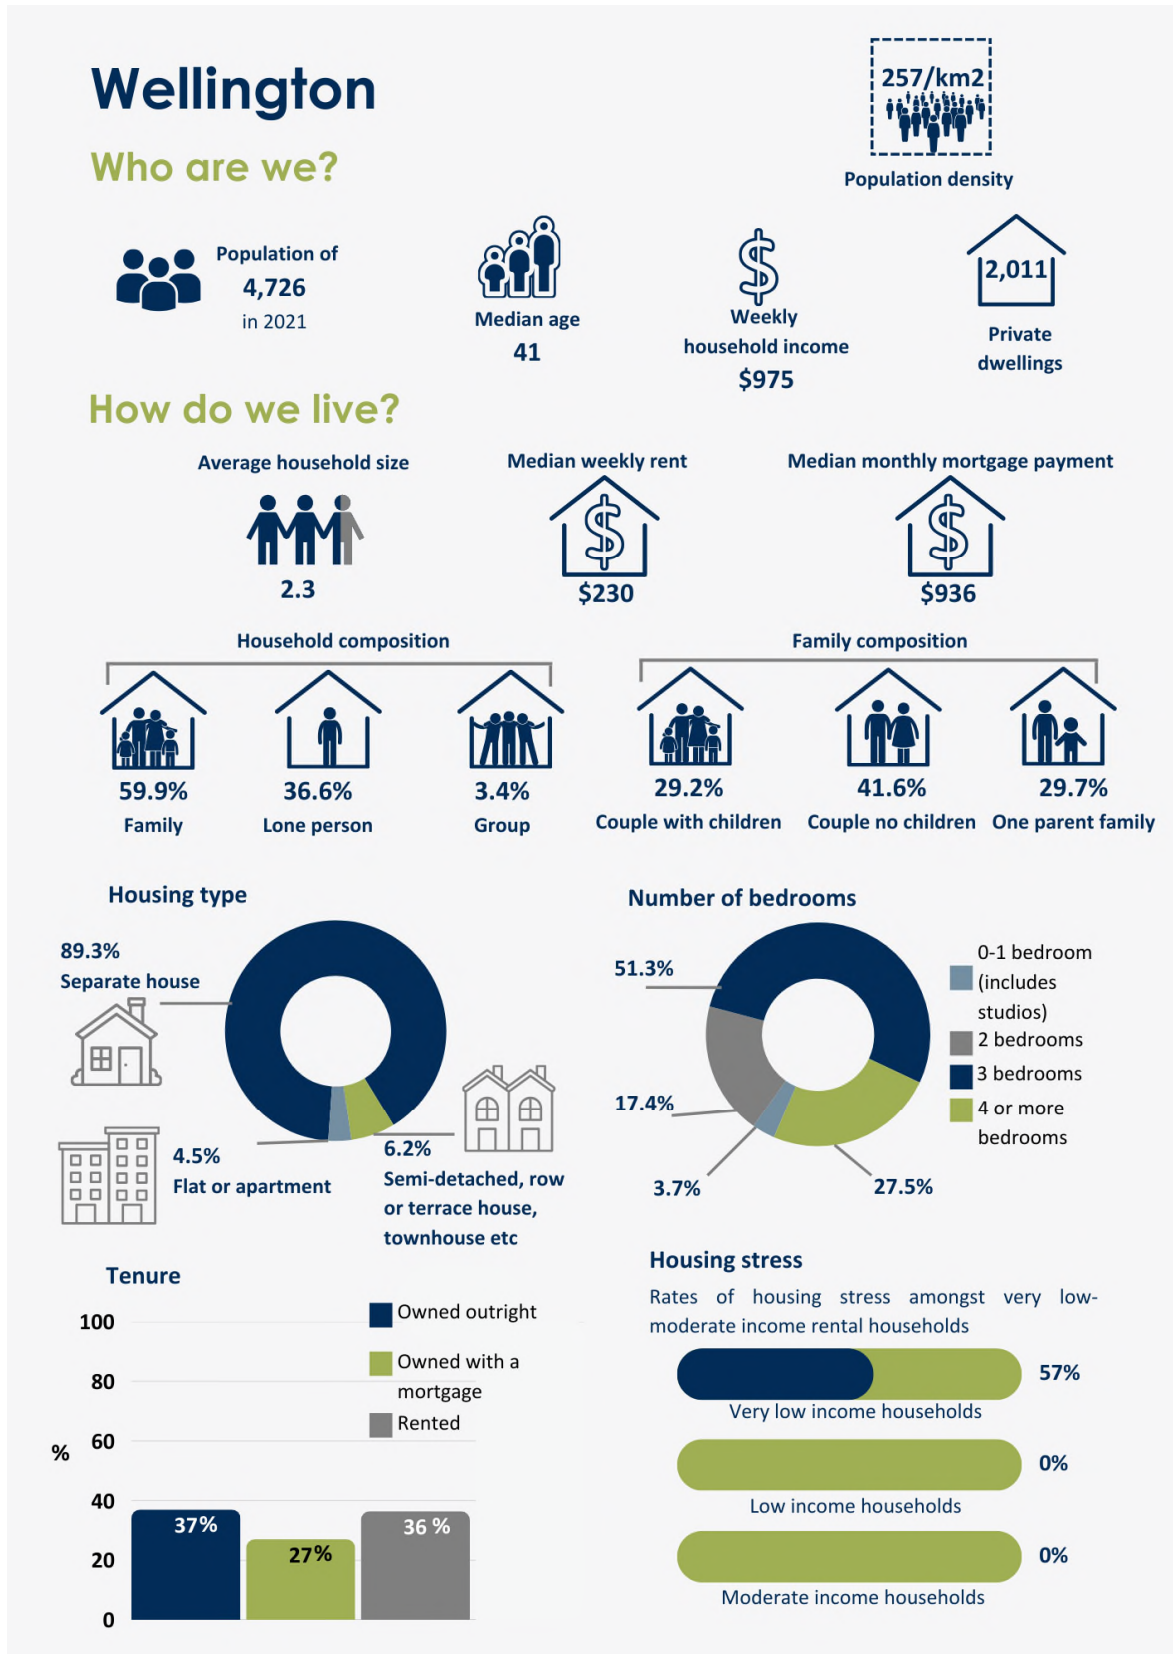 Wellington
257/km2
Population density
Who are we?
Population of
4,726
in 2021
Median age
41
Weekly
household income
$975
2,011
Private
dwellings
How do we live?
Average household size
2.3
Median weekly rent
$230
Median monthly mortgage payment
$936
Household composition
59.9%
Family
36.6%
Lone person
3.4%
Group
Family composition
29.2%
Couple with children
41.6%
Couple no children
29.7%
One parent family
Housing type
89.3%
Separate house
4.5%
Flat or apartment
6.2%
Semi-detached, row
or terrace house,
townhouse etc
Number of bedrooms
51.3%
17.4%
3.7%
27.5%
0-1 bedroom
(includes
studios)
2 bedrooms
3 bedrooms
4 or more
bedrooms
Tenure
100
80
60
%
40
20
0
Owned outright
Owned with a
mortgage
Rented
37%
27%
36 %
Housing stress
Rates of housing stress amongst very low-
moderate income rental households
57%
Very low income households
0%
Low income households
0%
Moderate income households